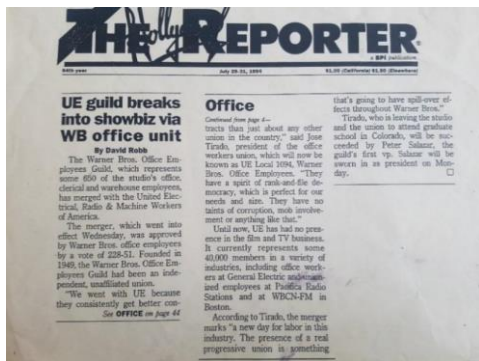 THE Hollywood REPORTER
a BPI publication
64th year
July 29-31, 1994
$1.50 (California) $1.95 (Elsewhere)
UE guild breaks
into showbiz via
WB office unit
By David Robb
The Warner Bros. Office Em-
ployees Guild, which represents
some 650 of the studio's office,
clerical and warehouse employees,
has merged with the United Elec-
trical, Radio & Machine Workers
of America.
The merger, which went into
effect Wednesday, was approved
by Warner Bros. office employees
by a vote of 228-51. Founded in
1949, the Warner Bros. Office Em-
ployees Guild had been an inde-
pendent, unaffiliated union.
"We went with UE because
they consistently get better con-
See OFFICE on page 44
Office
Continued from page 4—
tracts than just about any other
union in the country," said Jose
Tirado, president of the office
workers union, which will now be
known as UE Local 1094, Warner
Bros. Office Employees. "They
have a spirit of rank-and-file de-
mocracy, which is perfect for our
needs and size. They have no
taints of corruption, mob involve-
ment or anything like that."
Until now, UE has had no pres-
ence in the film and TV business.
It currently represents some
40,000 members in a variety of
industries, including office work-
ers at General Electric and union-
ized employees at Pacifica Radio
Stations and at WBCN-FM in
Boston.
According to Tirado, the merger
marks "a new day for labor in this
industry. The presence of a real
progressive union is something
that's going to have spill-over ef-
fects throughout Warner Bros."
Tirado, who is leaving the studio
and the union to attend graduate
school in Colorado, will be suc-
ceeded by Peter Salazar, the
guild's first vp. Salazar will be
sworn in as president on Mon-
day.